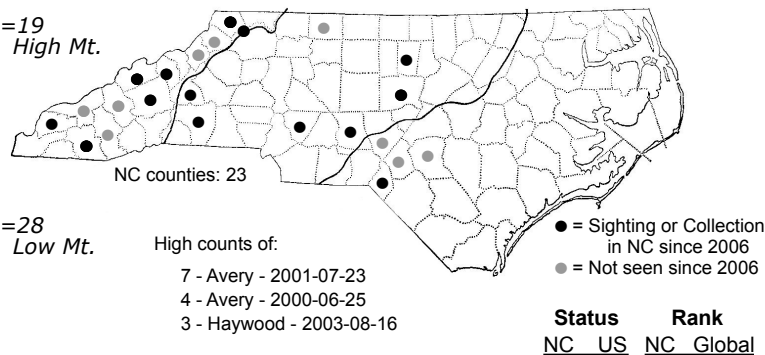 =19
High Mt.
NC counties: 23
=28
Low Mt.
High counts of:
7 - Avery - 2001-07-23
4 - Avery - 2000-06-25
3 - Haywood - 2003-08-16
= Sighting or Collection
in NC since 2006
= Not seen since 2006
Status Rank
NC US NC Global